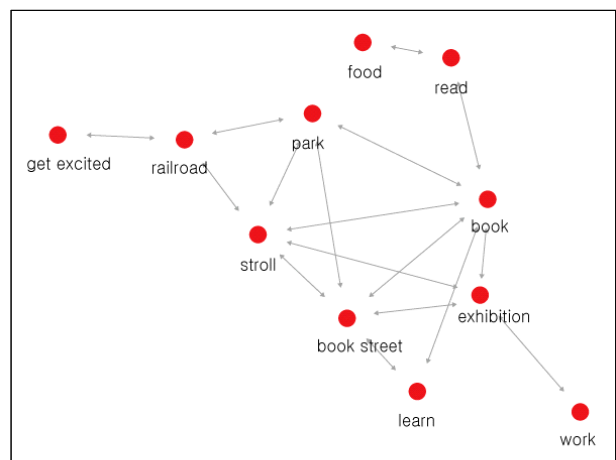 food
read
park
get excited
railroad
book
stroll
exhibition
book street
learn
work